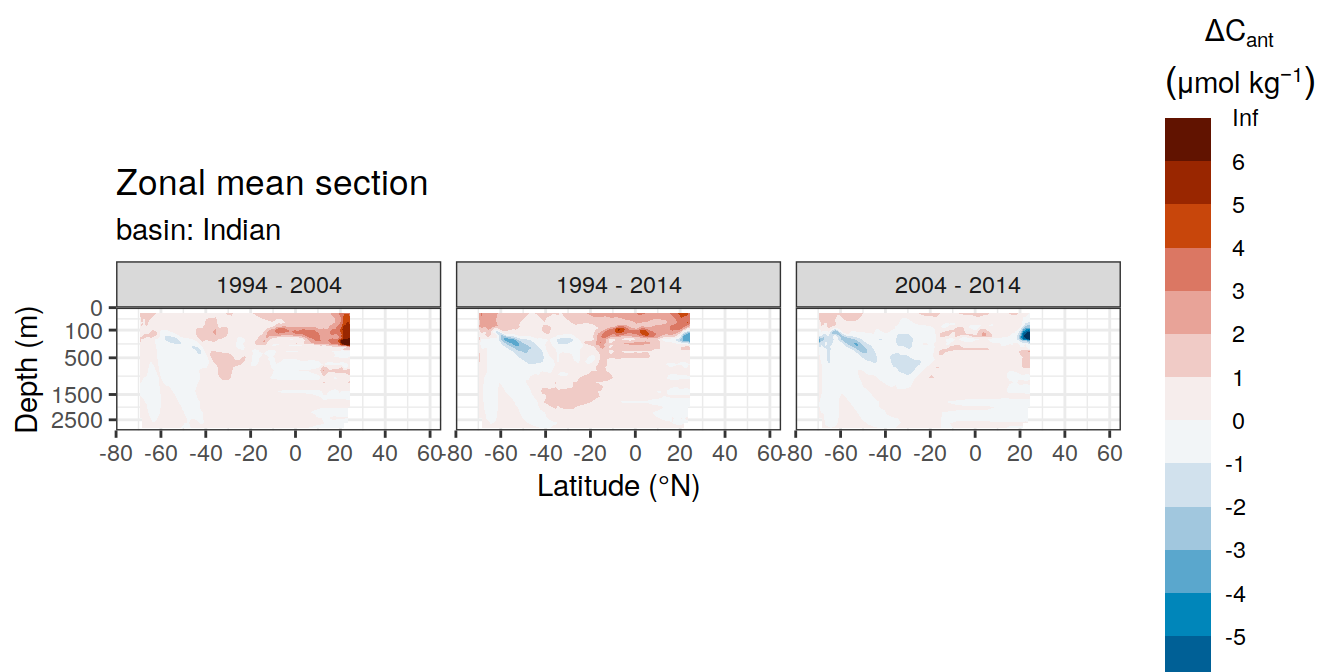 ΔCant
(μmol kg⁻¹)
Inf
6
5
4
3
2
1
0
-1
-2
-3
-4
-5
Zonal mean section
basin: Indian
1994 - 2004
1994 - 2014
2004 - 2014
Depth (m)
0
100
500
1500
2500
-80 -60 -40 -20 0 20 40 60
-80 -60 -40 -20 0 20 40 60
-80 -60 -40 -20 0 20 40 60
Latitude (°N)